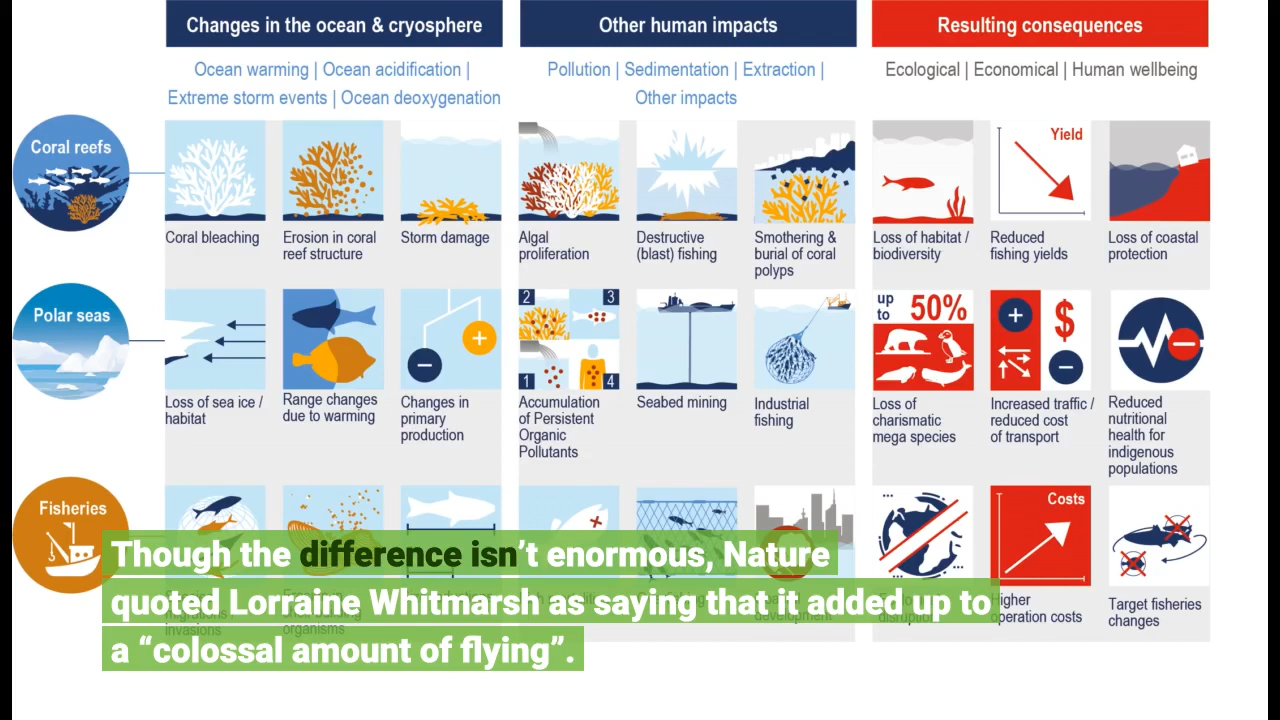 Changes in the ocean & cryosphere
Other human impacts
Resulting consequences
Ocean warming | Ocean acidification |
Extreme storm events | Ocean deoxygenation
Pollution | Sedimentation | Extraction |
Other impacts
Ecological | Economical | Human wellbeing
Coral reefs
Yield
Coral bleaching
Erosion in coral
reef structure
Storm damage
Algal
proliferation
Destructive
(blast) fishing
Smothering &
burial of coral
polyps
Loss of habitat /
biodiversity
Reduced
fishing yields
Loss of coastal
protection
Polar seas
2
3
1
4
up
to 50%
$
Loss of sea ice /
habitat
Range changes
due to warming
Changes in
primary
production
Accumulation
of Persistent
Organic
Pollutants
Seabed mining
Industrial
fishing
Loss of
charismatic
mega species
Increased traffic /
reduced cost
of transport
Reduced
nutritional
health for
indigenous
populations
Fisheries
Costs
migrations /
invasions
organisms
development
Higher
operation costs
Target fisheries
changes
Though the difference isn’t enormous, Nature
quoted Lorraine Whitmarsh as saying that it added up to
a “colossal amount of flying”.